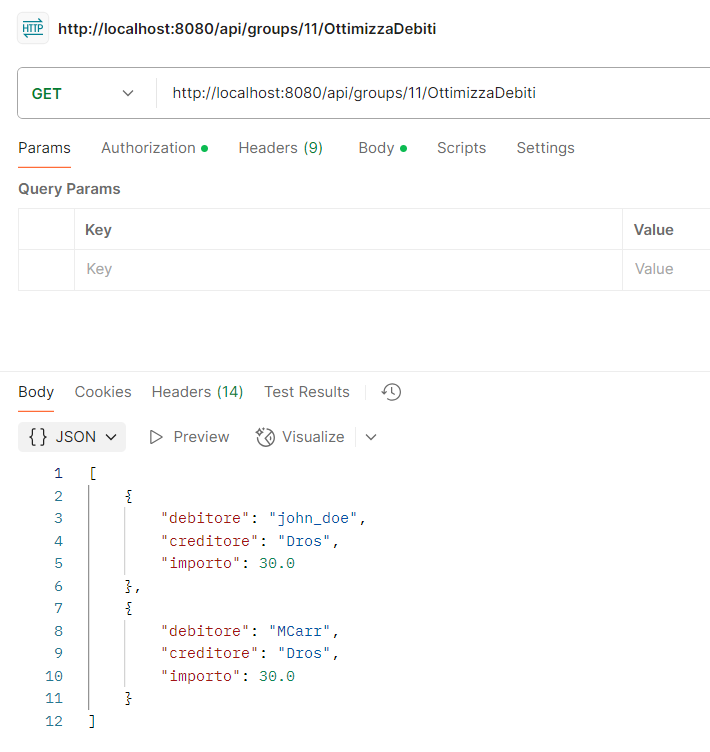 HTTP http://localhost:8080/api/groups/11/OttimizzaDebiti
GET http://localhost:8080/api/groups/11/OttimizzaDebiti
Params Authorization Headers (9) Body Scripts Settings
Query Params
Key Value
Key Value
Body Cookies Headers (14) Test Results
{} JSON Preview Visualize
1 [
2 {
3 "debitore": "john_doe",
4 "creditore": "Dros",
5 "importo": 30.0
6 },
7 {
8 "debitore": "MCarr",
9 "creditore": "Dros",
10 "importo": 30.0
11 }
12 ]